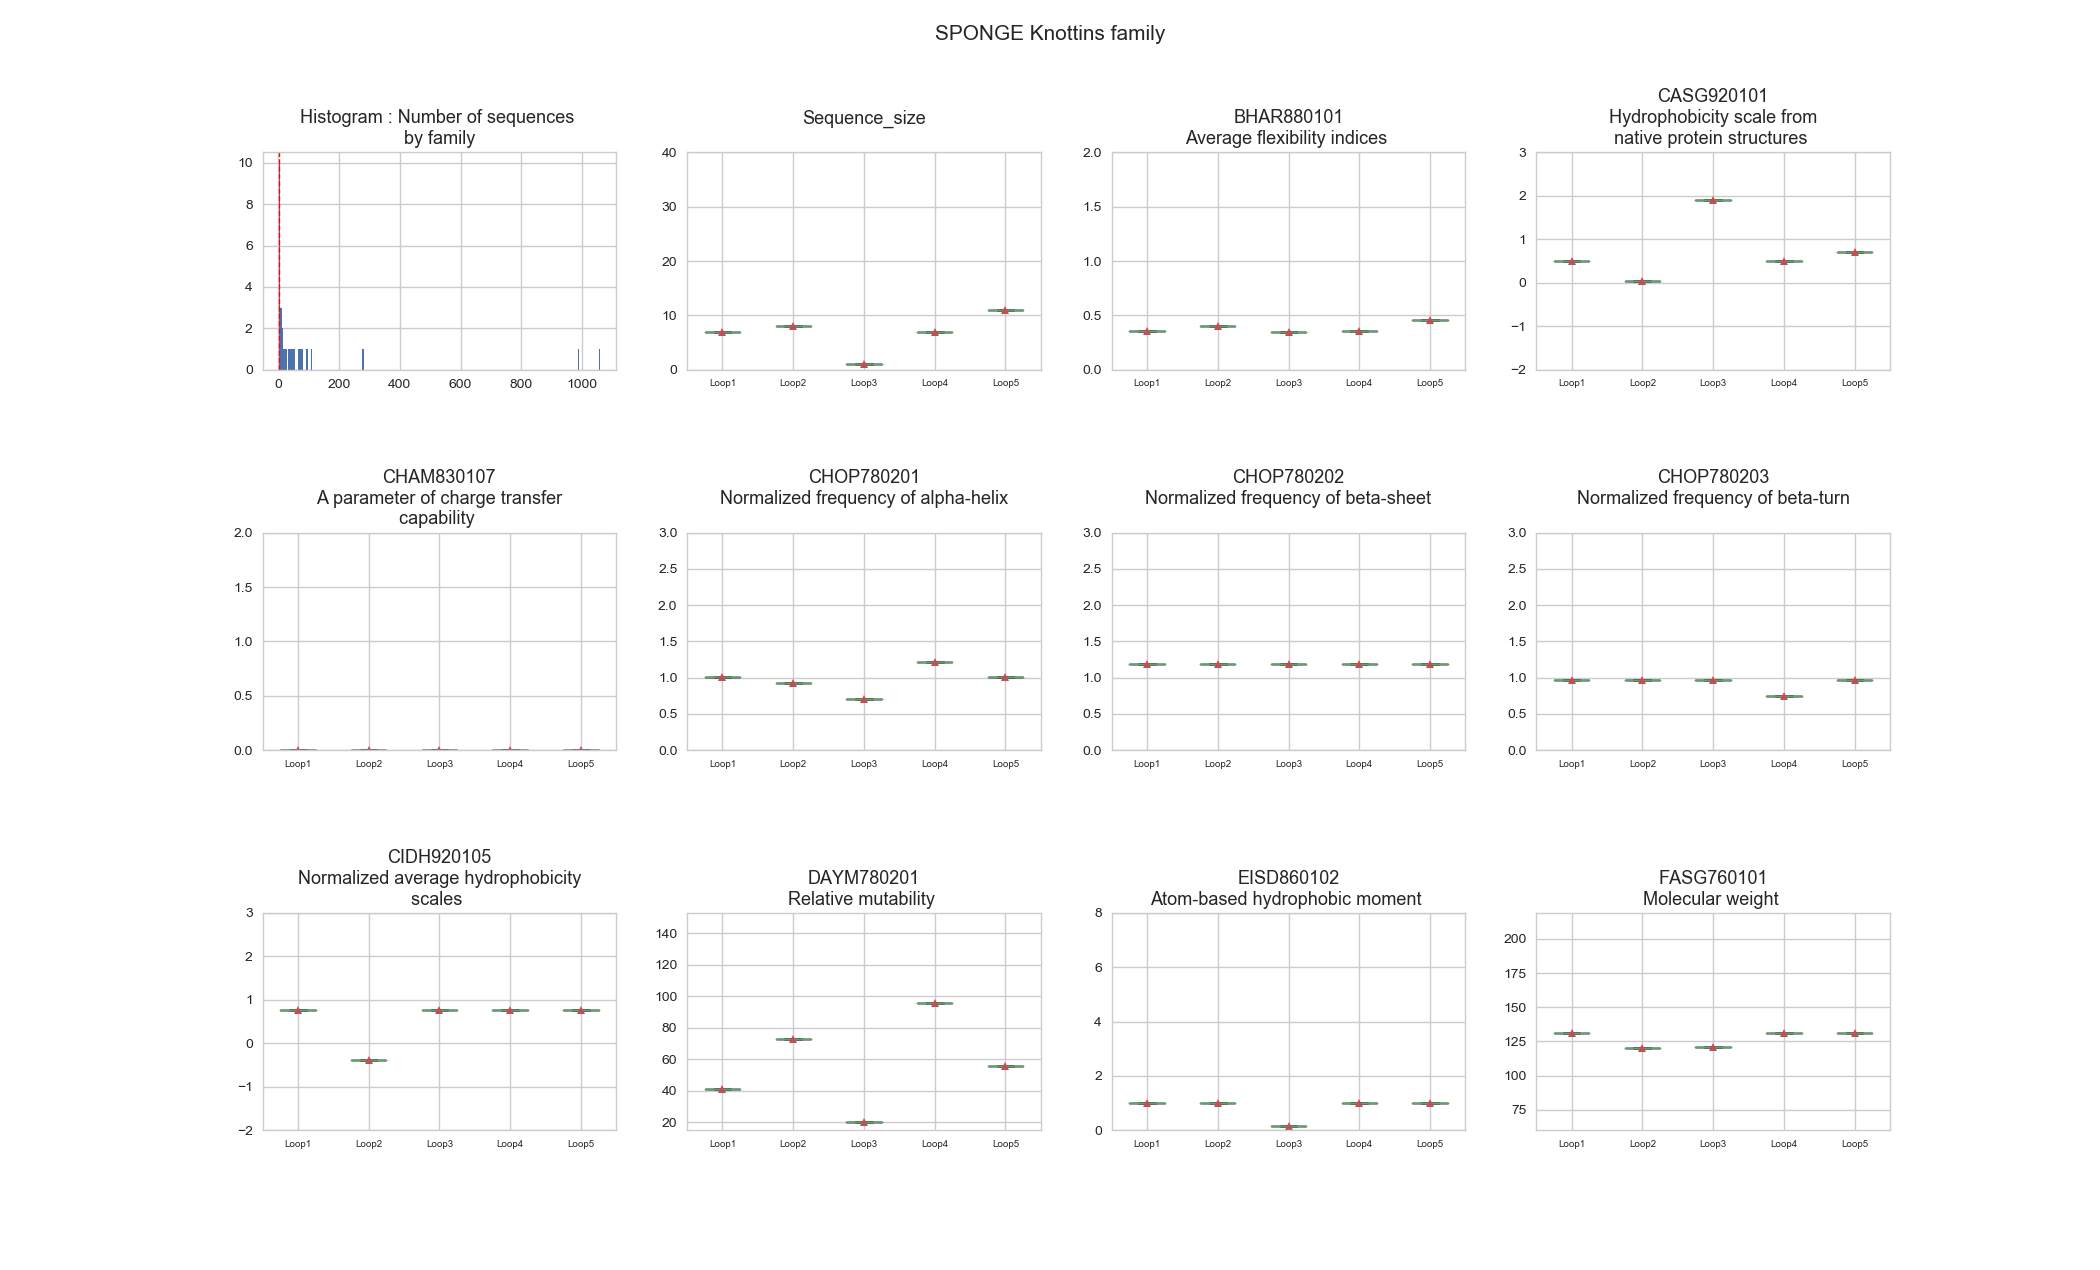 SPONGE Knottins family
Histogram : Number of sequences
by family
10
8
6
4
2
0
0 200 400 600 800 1000
Sequence_size
40
30
20
10
0
Loop1 Loop2 Loop3 Loop4 Loop5
BHAR880101
Average flexibility indices
2.0
1.5
1.0
0.5
0.0
Loop1 Loop2 Loop3 Loop4 Loop5
CASG920101
Hydrophobicity scale from
native protein structures
3
2
1
0
−1
−2
Loop1 Loop2 Loop3 Loop4 Loop5
CHAM830107
A parameter of charge transfer
capability
2.0
1.5
1.0
0.5
0.0
Loop1 Loop2 Loop3 Loop4 Loop5
CHOP780201
Normalized frequency of alpha-helix
3.0
2.5
2.0
1.5
1.0
0.5
0.0
Loop1 Loop2 Loop3 Loop4 Loop5
CHOP780202
Normalized frequency of beta-sheet
3.0
2.5
2.0
1.5
1.0
0.5
0.0
Loop1 Loop2 Loop3 Loop4 Loop5
CHOP780203
Normalized frequency of beta-turn
3.0
2.5
2.0
1.5
1.0
0.5
0.0
Loop1 Loop2 Loop3 Loop4 Loop5
CIDH920105
Normalized average hydrophobicity
scales
3
2
1
0
−1
−2
Loop1 Loop2 Loop3 Loop4 Loop5
DAYM780201
Relative mutability
140
120
100
80
60
40
20
Loop1 Loop2 Loop3 Loop4 Loop5
EISD860102
Atom-based hydrophobic moment
8
6
4
2
0
Loop1 Loop2 Loop3 Loop4 Loop5
FASG760101
Molecular weight
200
175
150
125
100
75
Loop1 Loop2 Loop3 Loop4 Loop5